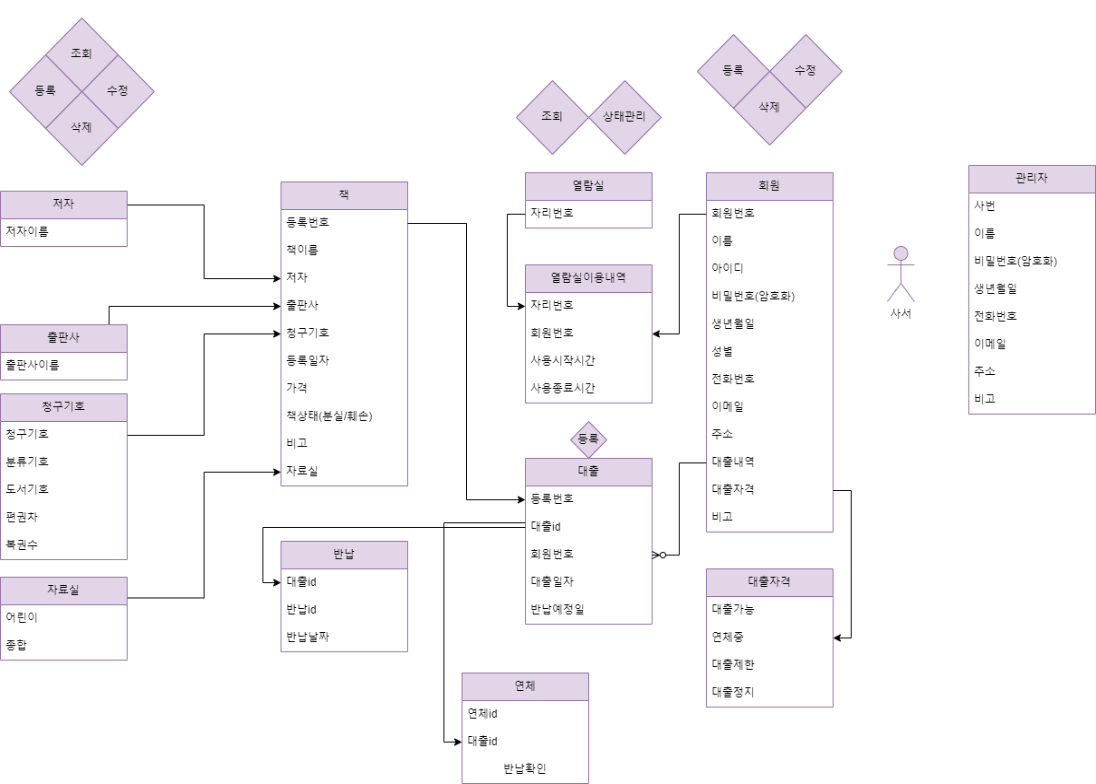 조회
등록
수정
삭제
조회
상태관리
등록
수정
삭제
저자
저자이름
출판사
출판사이름
청구기호
청구기호
분류기호
도서기호
편권차
복권수
자료실
어린이
종합
책
등록번호
책이름
저자
출판사
청구기호
등록일자
가격
책상태(분실/훼손)
비고
자료실
반납
대출id
반납id
반납날짜
열람실
자리번호
열람실이용내역
자리번호
회원번호
사용시작시간
사용종료시간
등록
대출
등록번호
대출id
회원번호
대출일자
반납예정일
연체
연체id
대출id
반납확인
회원
회원번호
이름
아이디
비밀번호(암호화)
생년월일
성별
전화번호
이메일
주소
대출내역
대출자격
비고
대출자격
대출가능
연체중
대출제한
대출정지
사서
관리자
사번
이름
비밀번호(암호화)
생년월일
전화번호
이메일
주소
비고